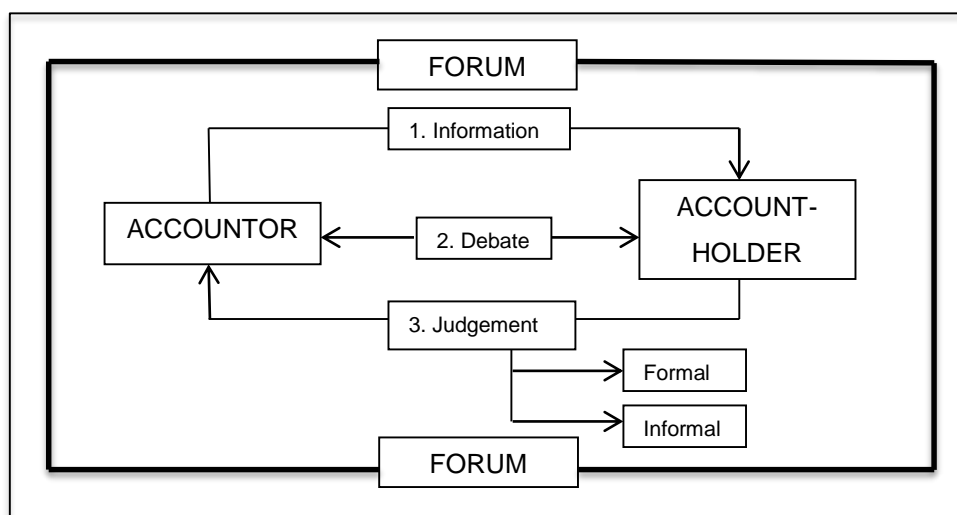 FORUM
1. Information
ACCOUNTOR
2. Debate
ACCOUNT-
HOLDER
3. Judgement
Formal
Informal
FORUM